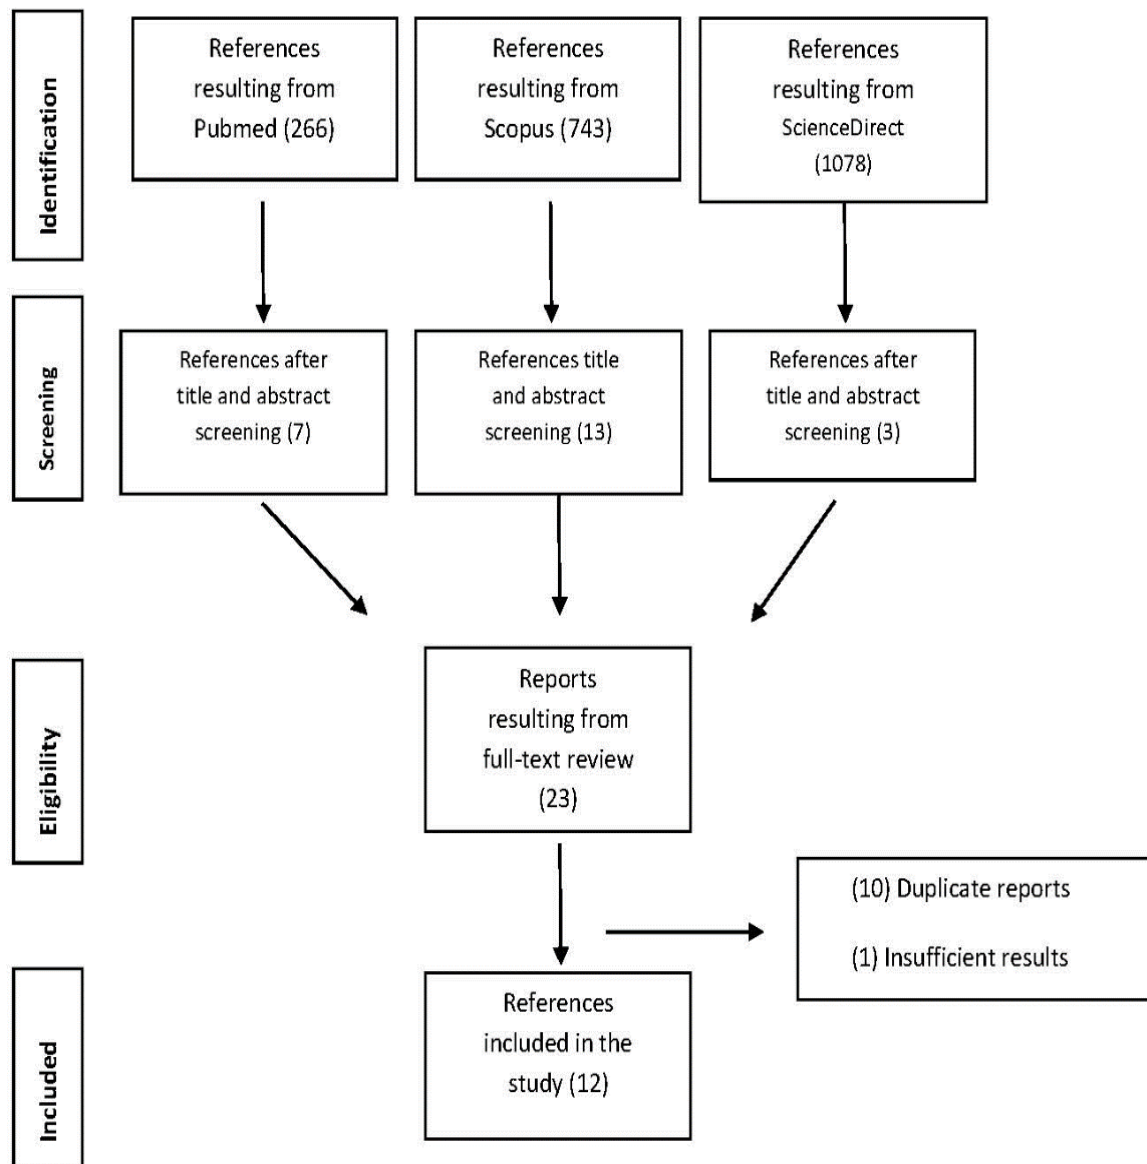 Identification
References
resulting from
Pubmed (266)
References
resulting from
Scopus (743)
References
resulting from
ScienceDirect
(1078)
Screening
References after
title and abstract
screening (7)
References title
and abstract
screening (13)
References after
title and abstract
screening (3)
Eligibility
Reports
resulting from
full-text review
(23)
(10) Duplicate reports
(1) Insufficient results
Included
References
included in the
study (12)